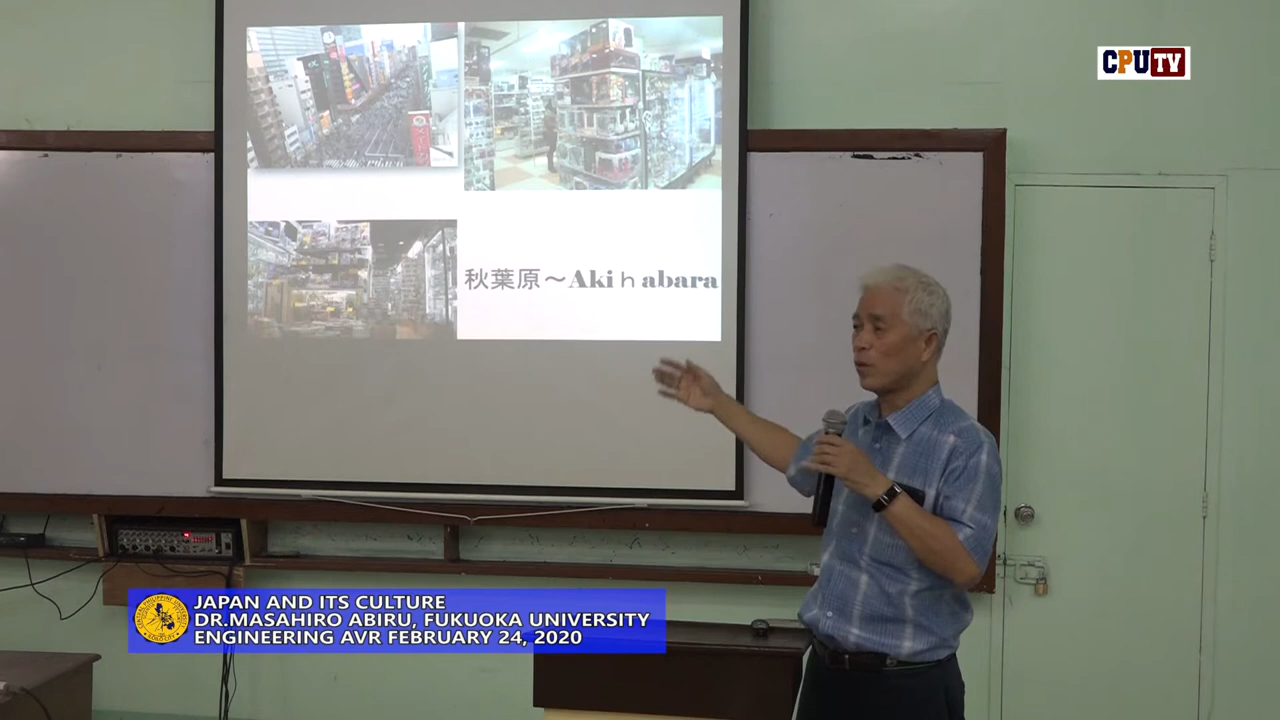 CPUTV
秋葉原～Akihabara
JAPAN AND ITS CULTURE
DR.MASAHIRO ABIRU, FUKUOKA UNIVERSITY
ENGINEERING AVR FEBRUARY 24, 2020